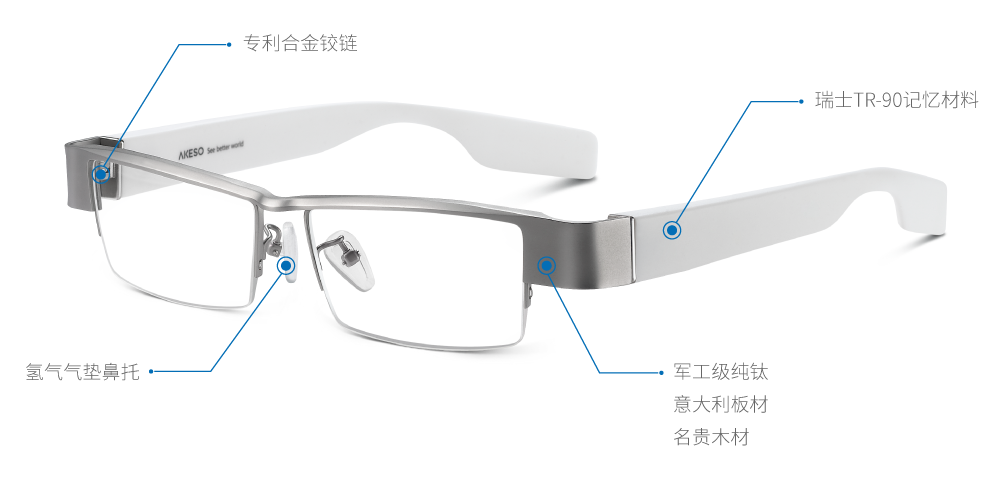 专利合金铰链
瑞士TR-90记忆材料
AKESO See better world
氢气气垫鼻托
军工级纯钛
意大利板材
名贵木材